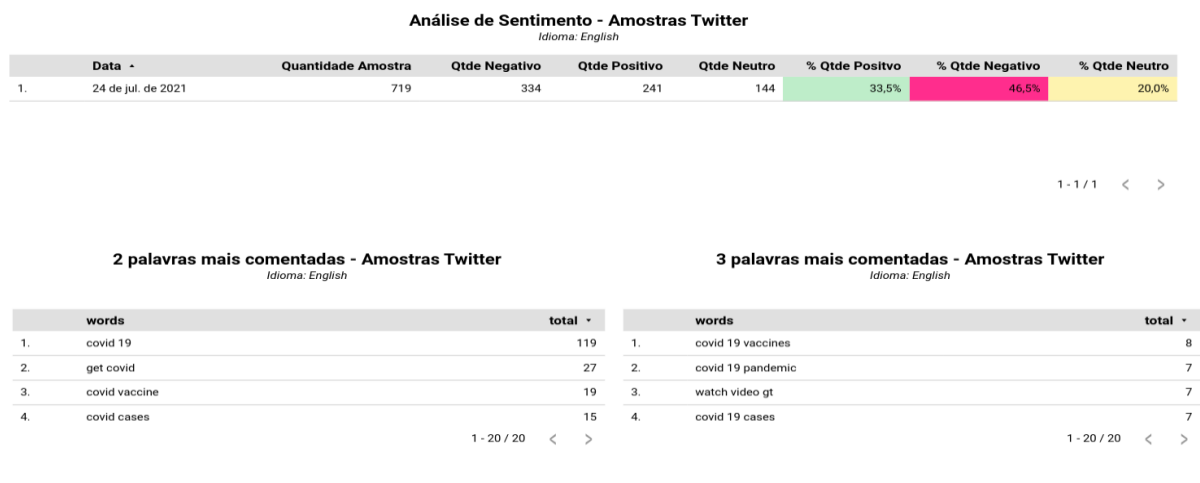 Análise de Sentimento - Amostras Twitter
Idioma: English
Data Quantidade Amostra Qtde Negativo Qtde Positivo Qtde Neutro % Qtde Positvo % Qtde Negativo % Qtde Neutro
1. 24 de jul. de 2021 719 334 241 144 33,5% 46,5% 20,0%
1 - 1 / 1 < >
2 palavras mais comentadas - Amostras Twitter
Idioma: English
words total
1. covid 19 119
2. get covid 27
3. covid vaccine 19
4. covid cases 15
1 - 20 / 20 < >
3 palavras mais comentadas - Amostras Twitter
Idioma: English
words total
1. covid 19 vaccines 8
2. covid 19 pandemic 7
3. watch video gt 7
4. covid 19 cases 7
1 - 20 / 20 < >